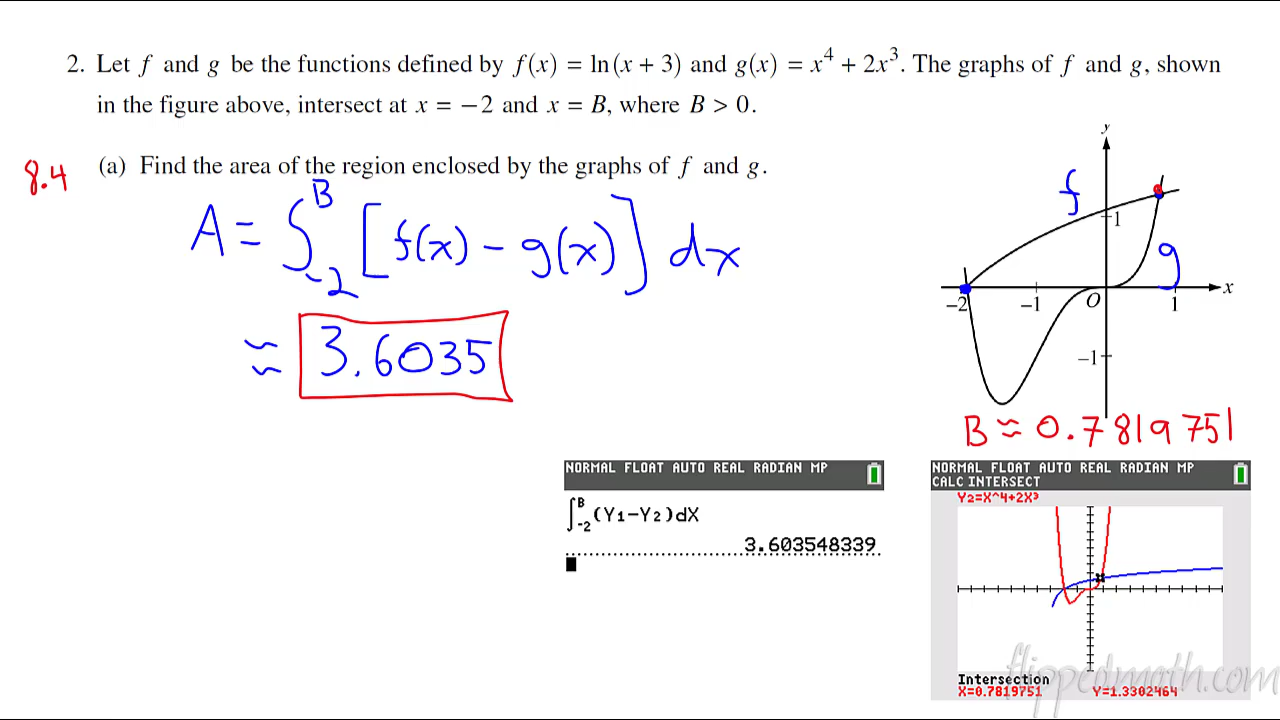 2. Let f and g be the functions defined by f(x) = ln(x + 3) and g(x) = x⁴ + 2x³. The graphs of f and g, shown
in the figure above, intersect at x = −2 and x = B, where B > 0.
8.4
(a) Find the area of the region enclosed by the graphs of f and g.
A = ∫_{-2}^{B} [f(x) − g(x)] dx
≈ 3.6035
y
f
1
g
−2
−1
O
1
x
−1
B ≈ 0.7819751
NORMAL FLOAT AUTO REAL RADIAN MP
∫_{-2}^{B} (Y₁−Y₂)dX
3.603548339
NORMAL FLOAT AUTO REAL RADIAN MP
CALC INTERSECT
Y₂=X^4+2X³
Intersection
X=0.7819751 Y=1.3302464
flippedmath.com